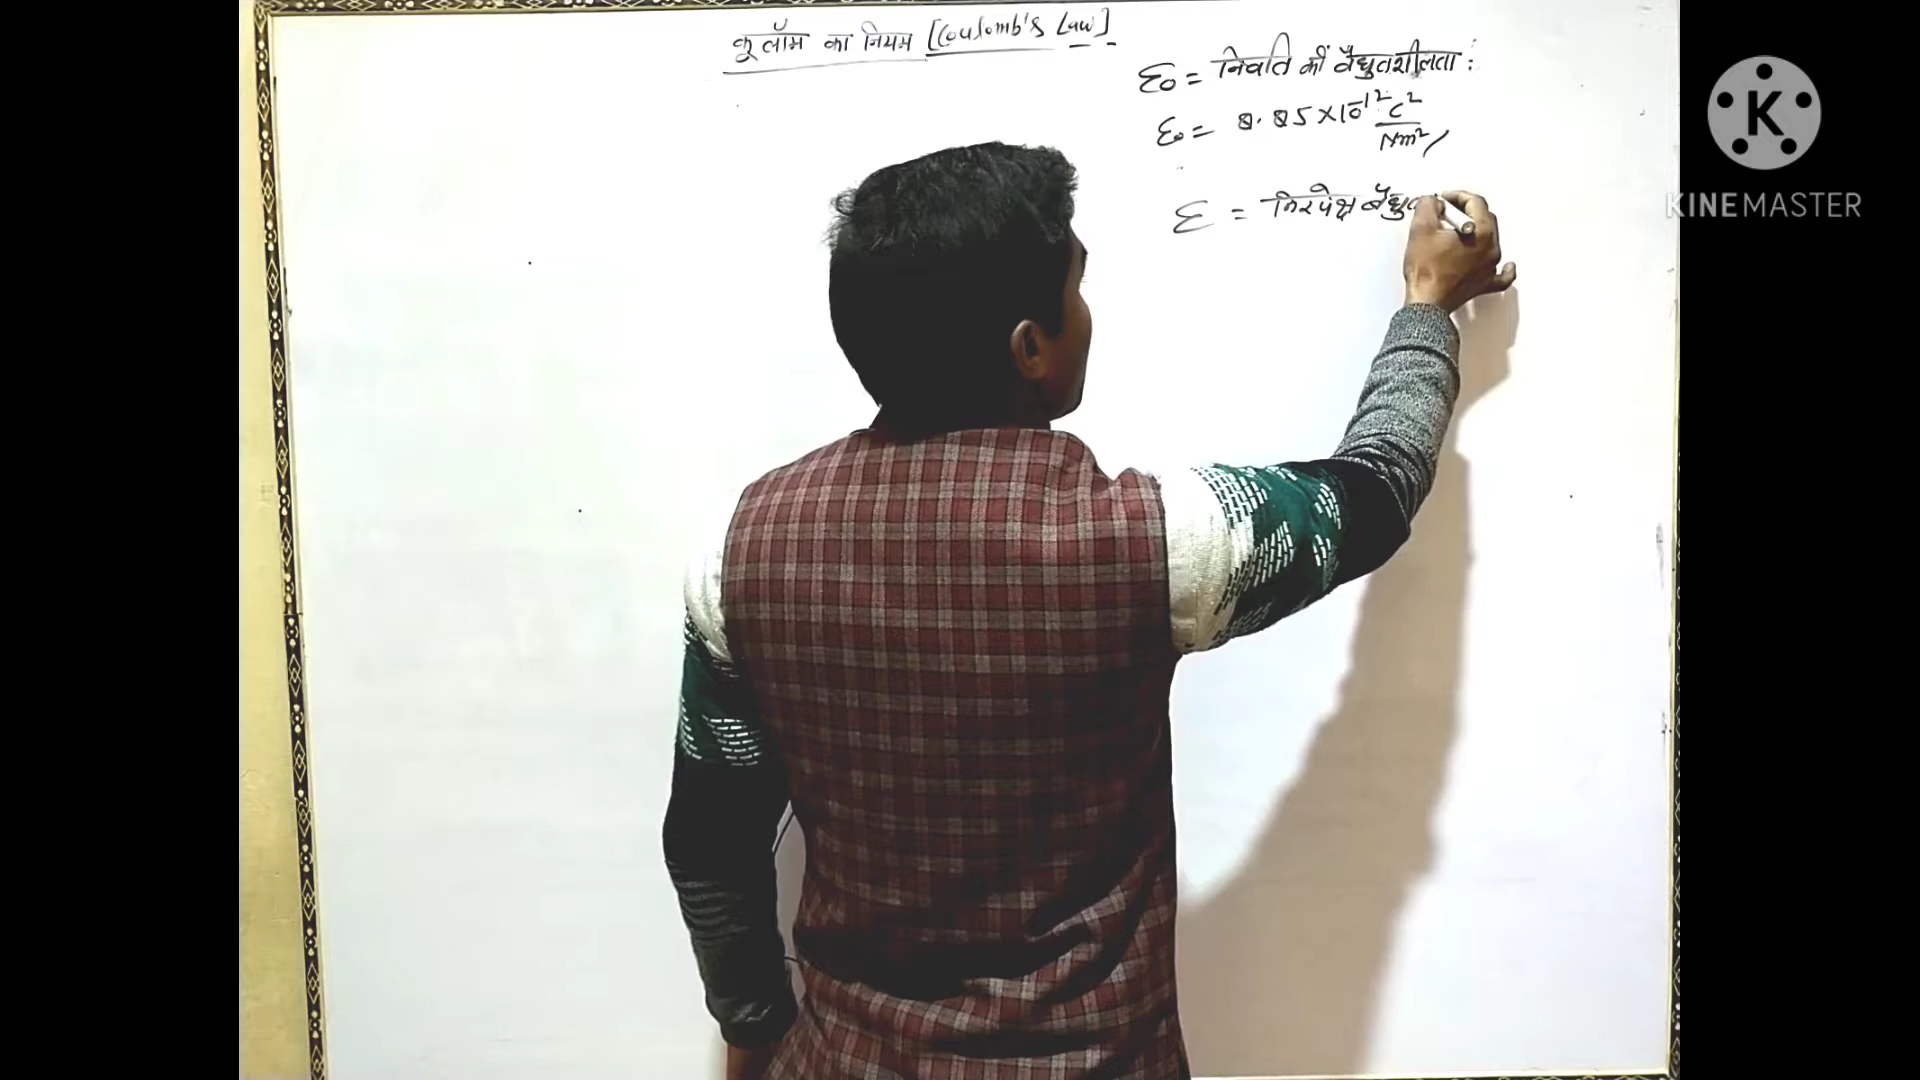 कूलॉम का नियम [Coulomb's Law]
ε₀ = निर्वात की वैद्युतशीलता :
ε₀ = 8.85×10⁻¹² C²/Nm²
ε = निरपेक्ष वैद्युत
K
KINEMASTER